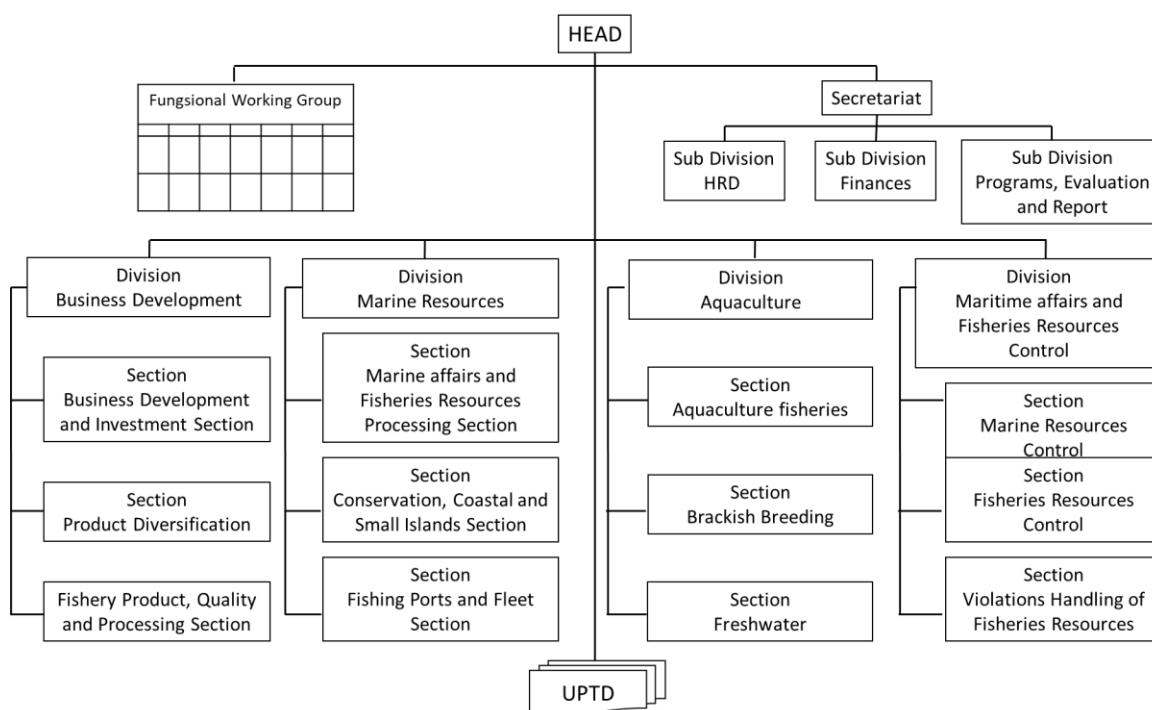 HEAD
Fungsional Working Group
Secretariat
Sub Division
HRD
Sub Division
Finances
Sub Division
Programs, Evaluation
and Report
Division
Business Development
Section
Business Development
and Investment Section
Section
Product Diversification
Fishery Product, Quality
and Processing Section
Division
Marine Resources
Section
Marine affairs and
Fisheries Resources
Processing Section
Section
Conservation, Coastal and
Small Islands Section
Section
Fishing Ports and Fleet
Section
Division
Aquaculture
Section
Aquaculture fisheries
Section
Brackish Breeding
Section
Freshwater
Division
Maritime affairs and
Fisheries Resources
Control
Section
Marine Resources
Control
Section
Fisheries Resources
Control
Section
Violations Handling of
Fisheries Resources
UPTD